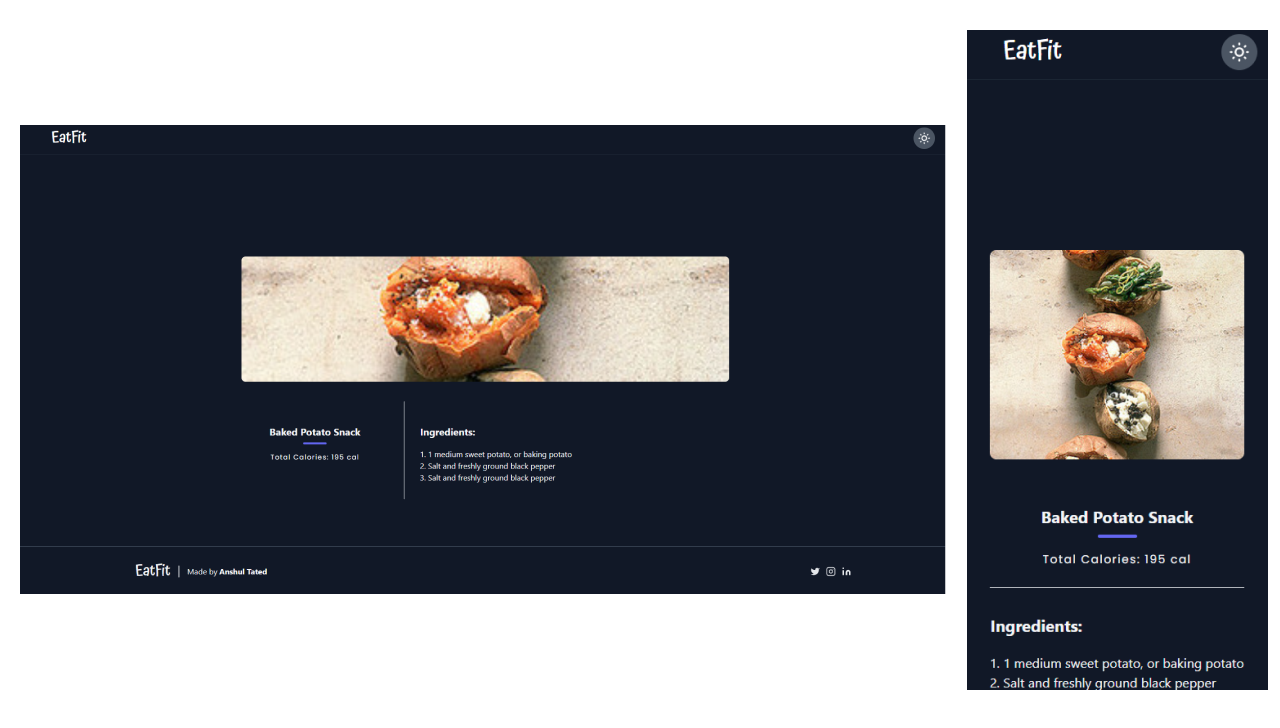 EatFit
Baked Potato Snack
Total Calories: 195 cal
Ingredients:
1. 1 medium sweet potato, or baking potato
2. Salt and freshly ground black pepper
3. Salt and freshly ground black pepper
EatFit | Made by Anshul Tated
in
EatFit
Baked Potato Snack
Total Calories: 195 cal
Ingredients:
1. 1 medium sweet potato, or baking potato
2. Salt and freshly ground black pepper